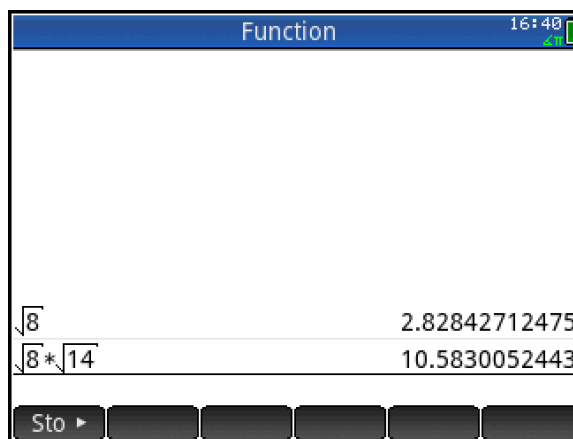 Function
16:40
∡π
√8
2.82842712475
√8*√14
10.5830052443
Sto ►